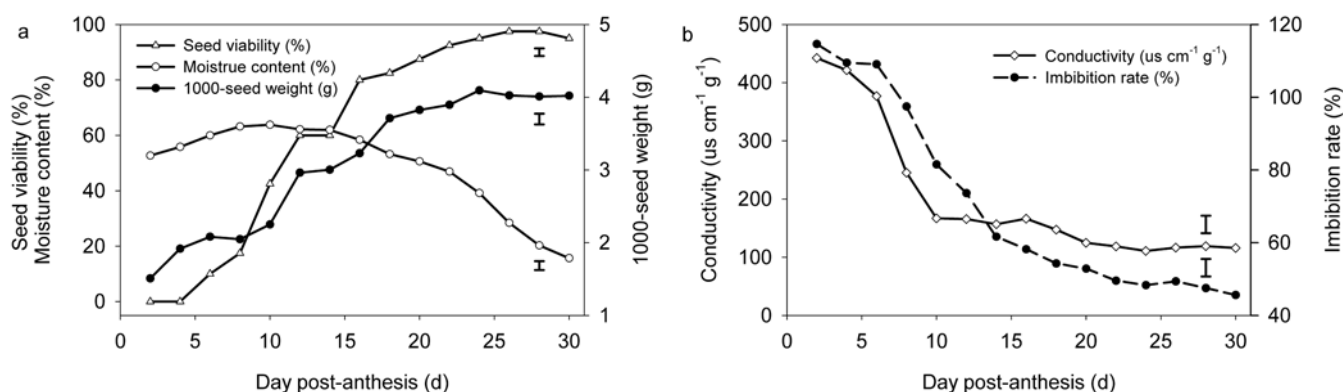 a
Seed viability (%)
Moistrue content (%)
1000-seed weight (g)
Seed viability (%)
Moisture content (%)
100
80
60
40
20
0
5
4
3
2
1
1000-seed weight (g)
0 5 10 15 20 25 30
Day post-anthesis (d)
b
Conductivity (us cm⁻¹ g⁻¹)
Imbibition rate (%)
Conductivity (us cm⁻¹ g⁻¹)
500
400
300
200
100
0
120
100
80
60
40
Imbibition rate (%)
0 5 10 15 20 25 30
Day post-anthesis (d)